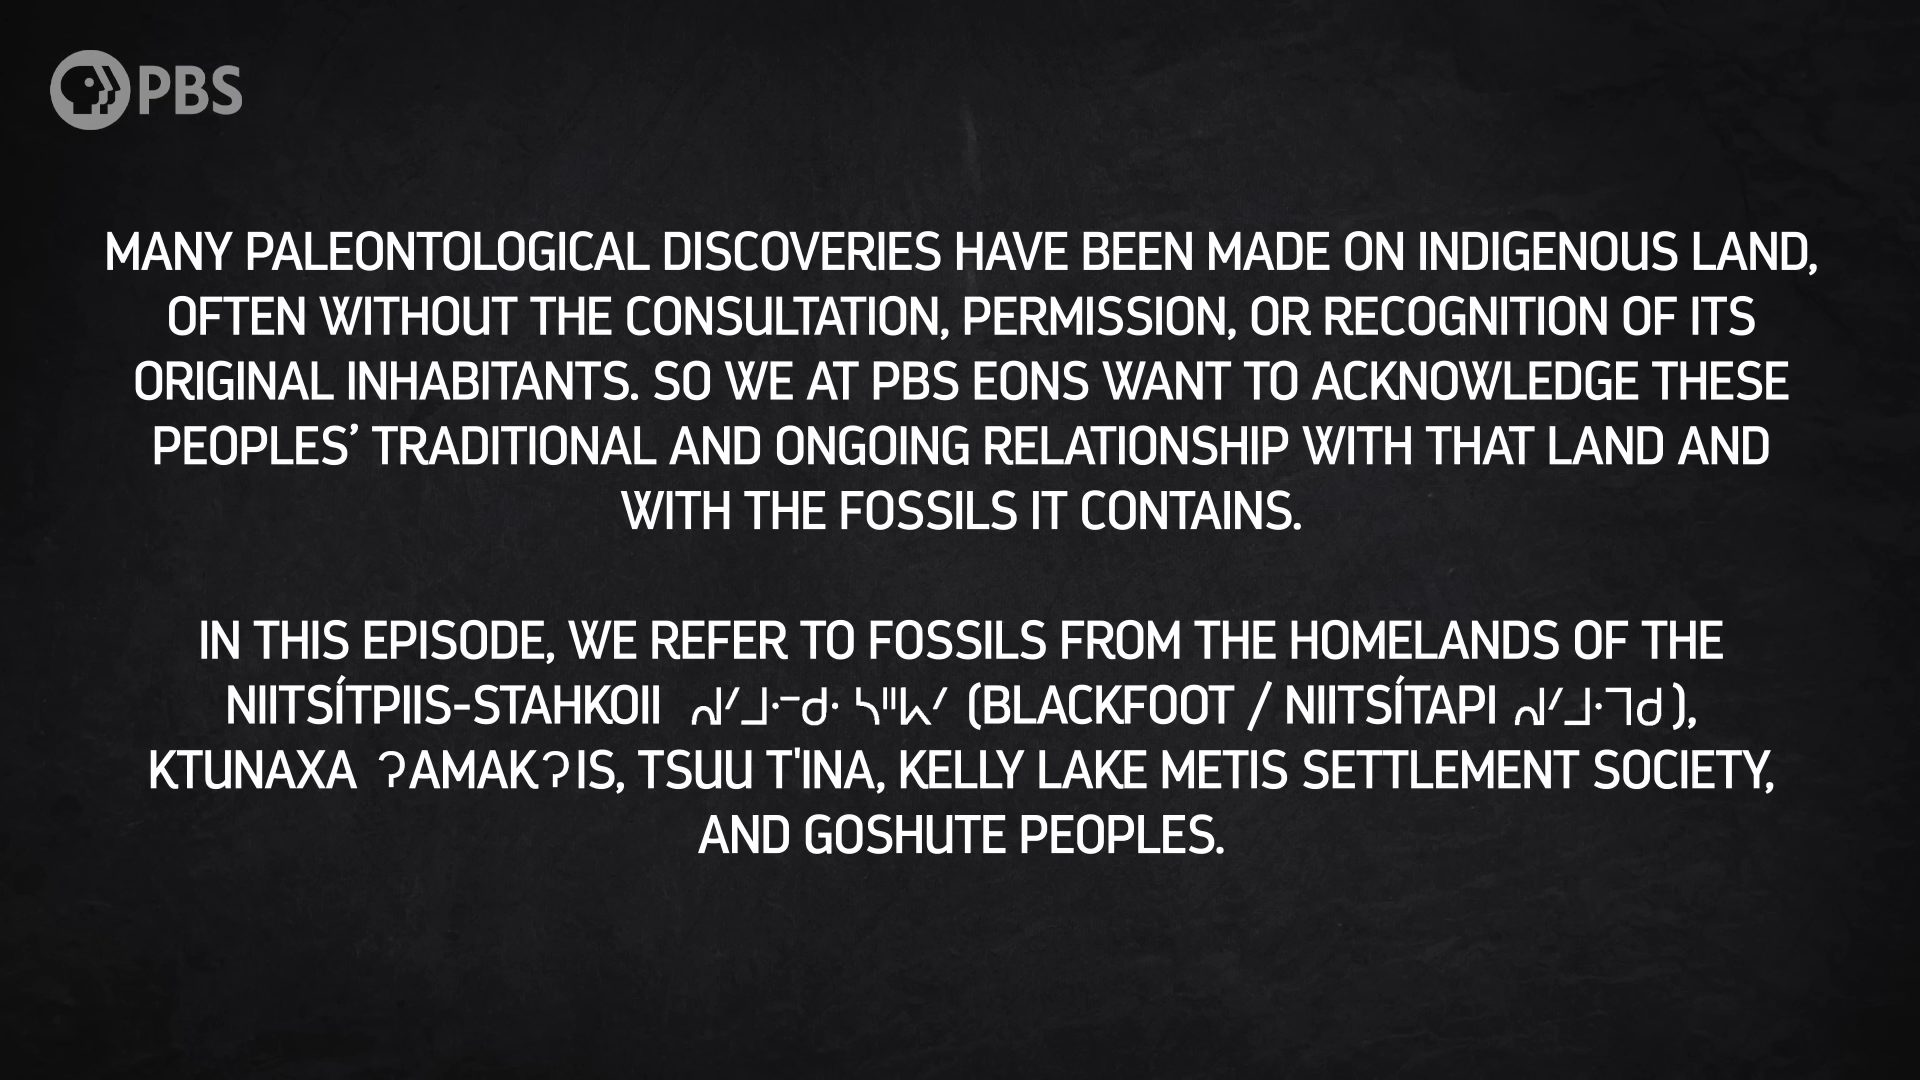 PBS
MANY PALEONTOLOGICAL DISCOVERIES HAVE BEEN MADE ON INDIGENOUS LAND,
OFTEN WITHOUT THE CONSULTATION, PERMISSION, OR RECOGNITION OF ITS
ORIGINAL INHABITANTS. SO WE AT PBS EONS WANT TO ACKNOWLEDGE THESE
PEOPLES’ TRADITIONAL AND ONGOING RELATIONSHIP WITH THAT LAND AND
WITH THE FOSSILS IT CONTAINS.
IN THIS EPISODE, WE REFER TO FOSSILS FROM THE HOMELANDS OF THE
NIITSÍTPIIS-STAHKOII (BLACKFOOT / NIITSÍTAPI ),
KTUNAXA ɁAMAKɁIS, TSUU T'INA, KELLY LAKE METIS SETTLEMENT SOCIETY,
AND GOSHUTE PEOPLES.